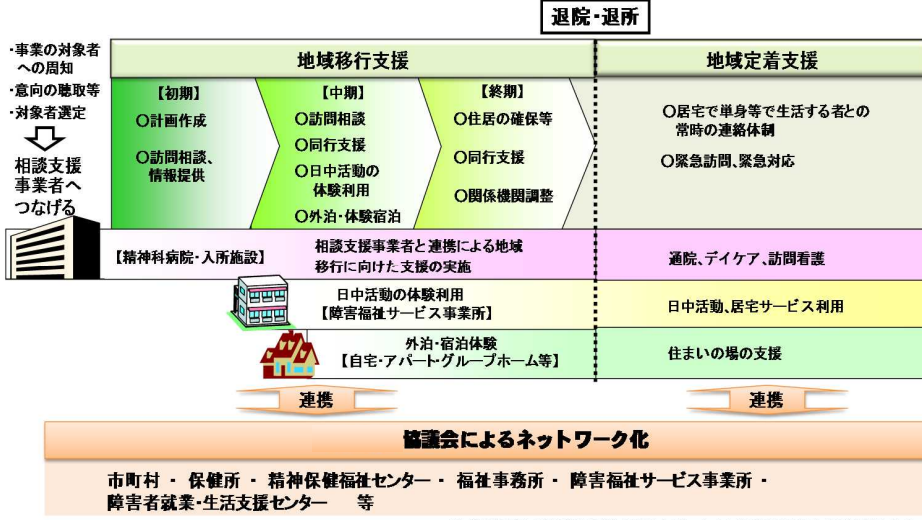 退院・退所
・事業の対象者
への周知
・意向の聴取等
・対象者選定
相談支援
事業者へ
つなげる
地域移行支援
地域定着支援
【初期】
○計画作成
○訪問相談、
情報提供
【中期】
○訪問相談
○同行支援
○日中活動の
体験利用
○外泊・体験宿泊
【終期】
○住居の確保等
○同行支援
○関係機関調整
○居宅で単身等で生活する者との
常時の連絡体制
○緊急訪問、緊急対応
【精神科病院・入所施設】
相談支援事業者と連携による地域
移行に向けた支援の実施
通院、デイケア、訪問看護
日中活動の体験利用
【障害福祉サービス事業所】
日中活動、居宅サービス利用
外泊・宿泊体験
【自宅・アパート・グループホーム等】
住まいの場の支援
連携
連携
協議会によるネットワーク化
市町村 ・ 保健所 ・ 精神保健福祉センター ・ 福祉事務所 ・ 障害福祉サービス事業所 ・
障害者就業・生活支援センター 等